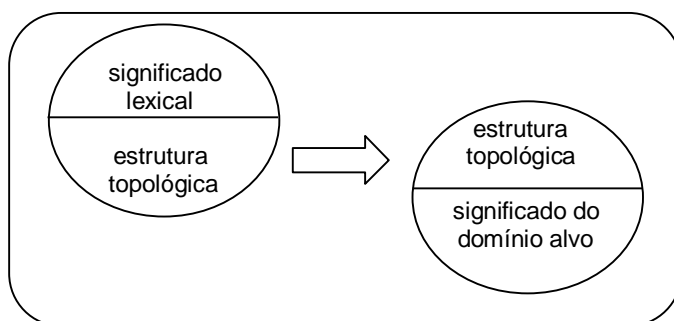 significado
lexical
estrutura
topológica
estrutura
topológica
significado do
domínio alvo